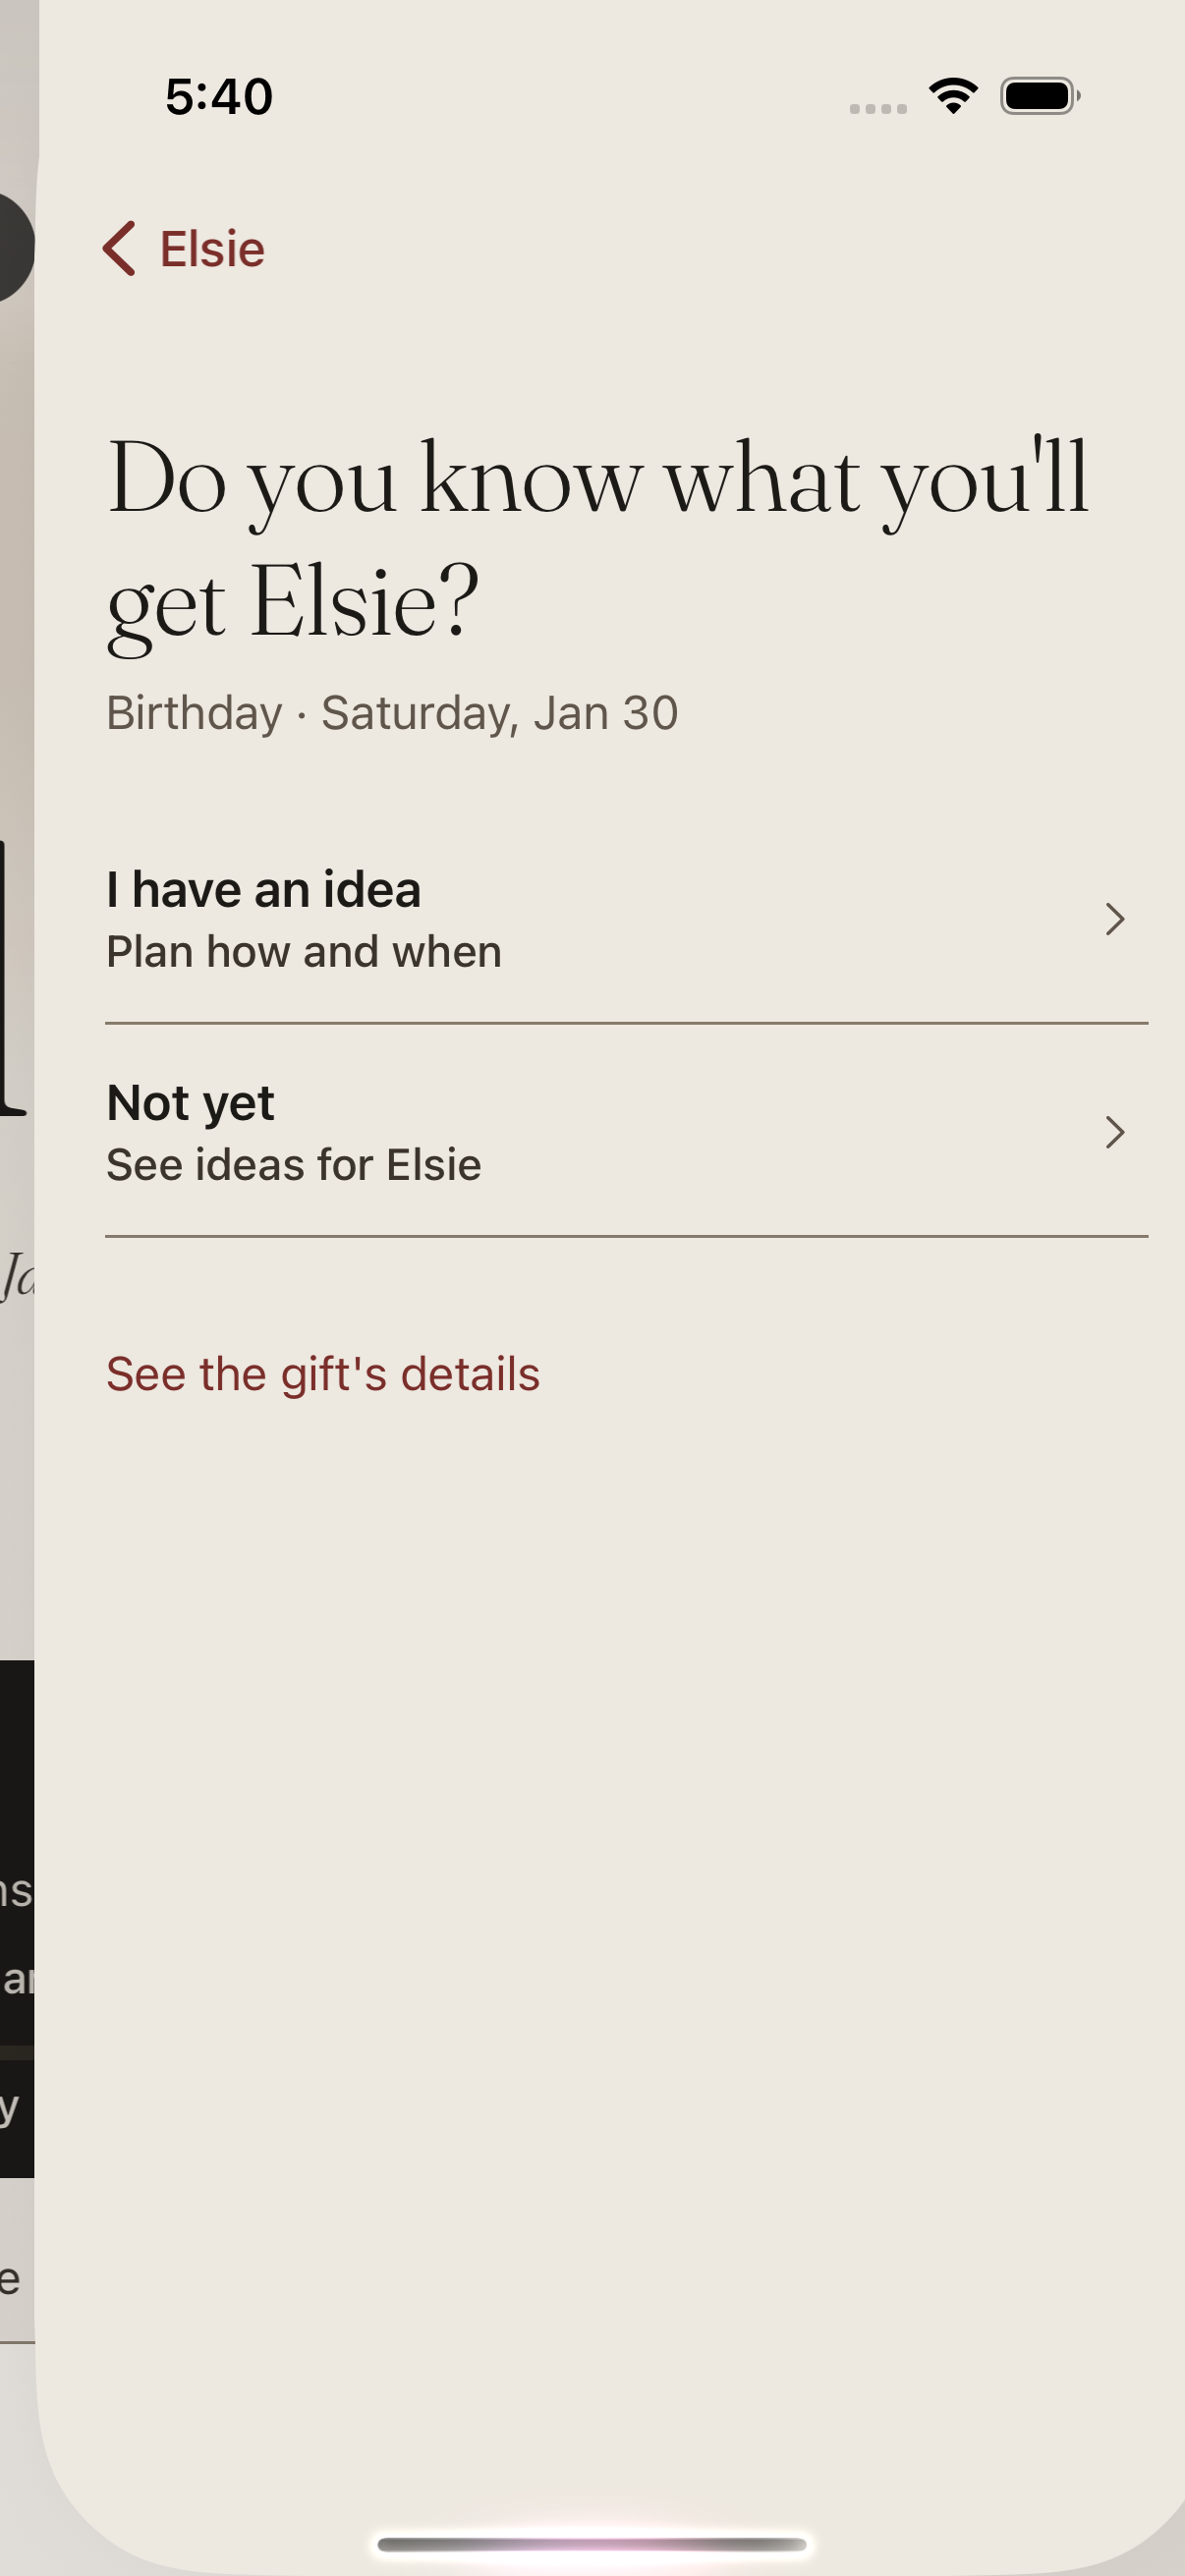 5:40
Elsie
Do you know what you'll
get Elsie?
Birthday · Saturday, Jan 30
I have an idea
Plan how and when
Not yet
See ideas for Elsie
See the gift's details